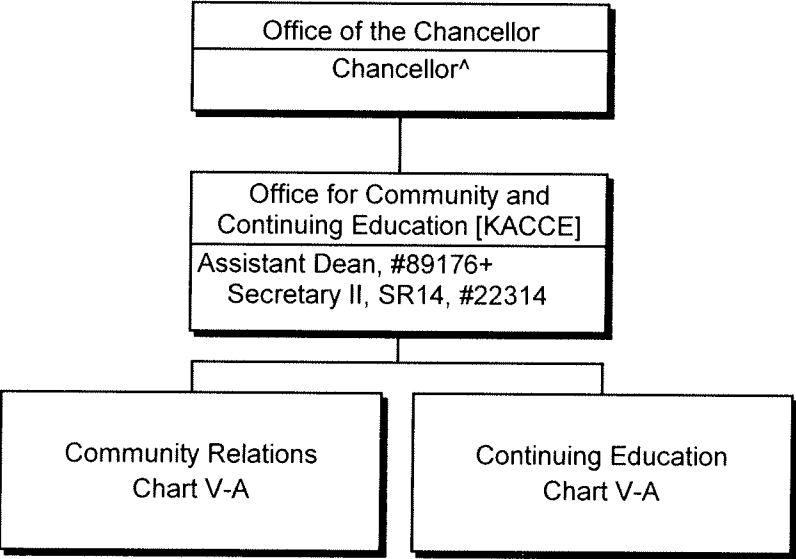 Office of the Chancellor
Chancellor^
Office for Community and
Continuing Education [KACCE]
Assistant Dean, #89176+
Secretary II, SR14, #22314
Community Relations
Chart V-A
Continuing Education
Chart V-A